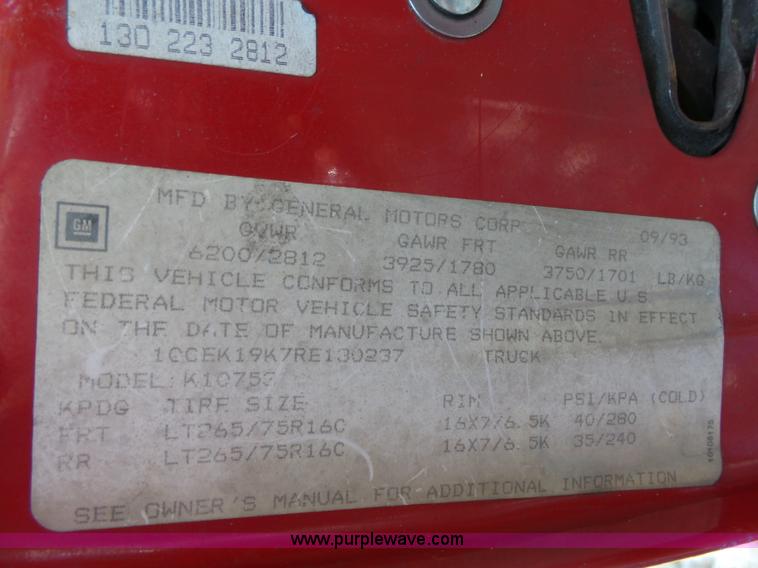 130 223 2812
MFD BY GENERAL MOTORS CORP 09/93
GM
GVWR GAWR FRT GAWR RR
6200/2812 3925/1780 3750/1701 LB/KG
THIS VEHICLE CONFORMS TO ALL APPLICABLE U.S.
FEDERAL MOTOR VEHICLE SAFETY STANDARDS IN EFFECT
ON THE DATE OF MANUFACTURE SHOWN ABOVE.
1GCEK19K7RE130237 TRUCK
MODEL: K10753
KPDG TIRE SIZE RIM PSI/KPA (COLD)
FRT LT265/75R16C 16X7/6.5K 40/280
RR LT265/75R16C 16X7/6.5K 35/240
SEE OWNER'S MANUAL FOR ADDITIONAL INFORMATION
www.purplewave.com